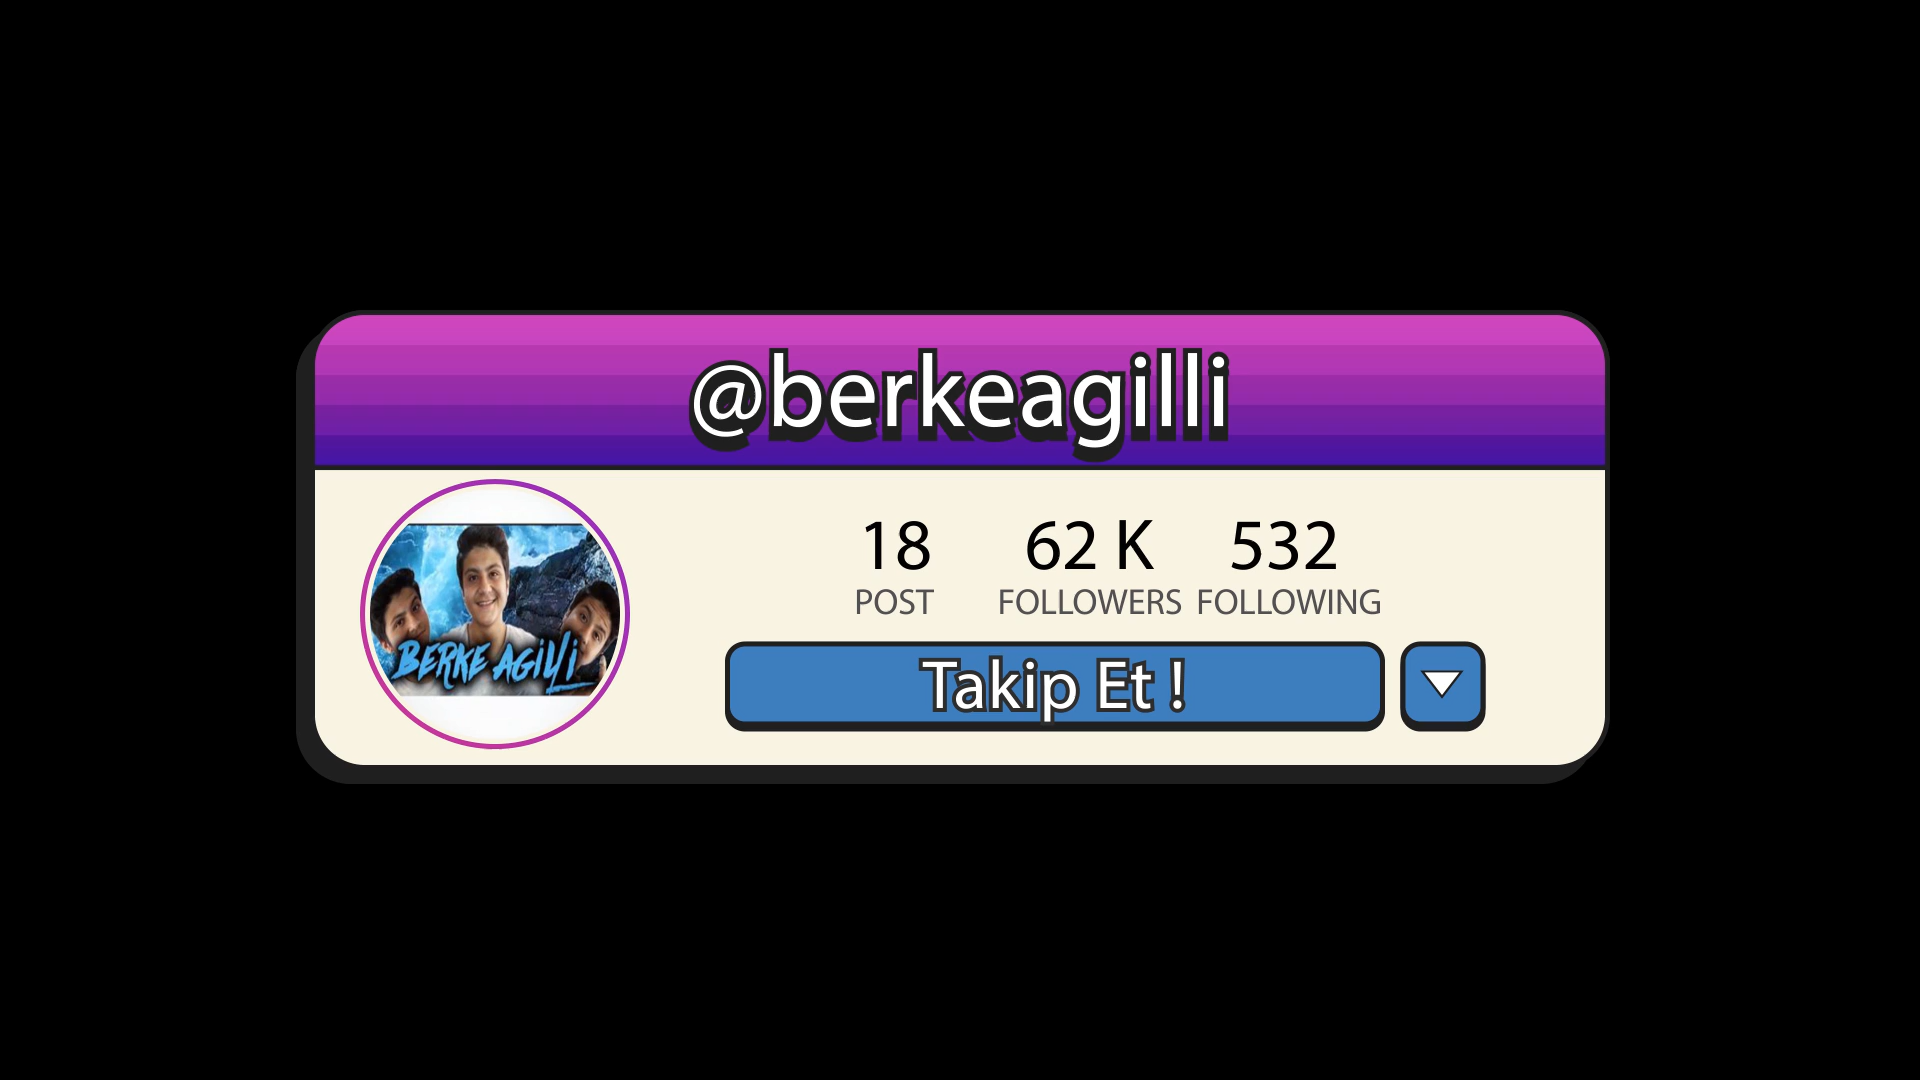 @berkeagilli
18 62 K 532
POST FOLLOWERS FOLLOWING
BERKE AGilli
Takip Et !